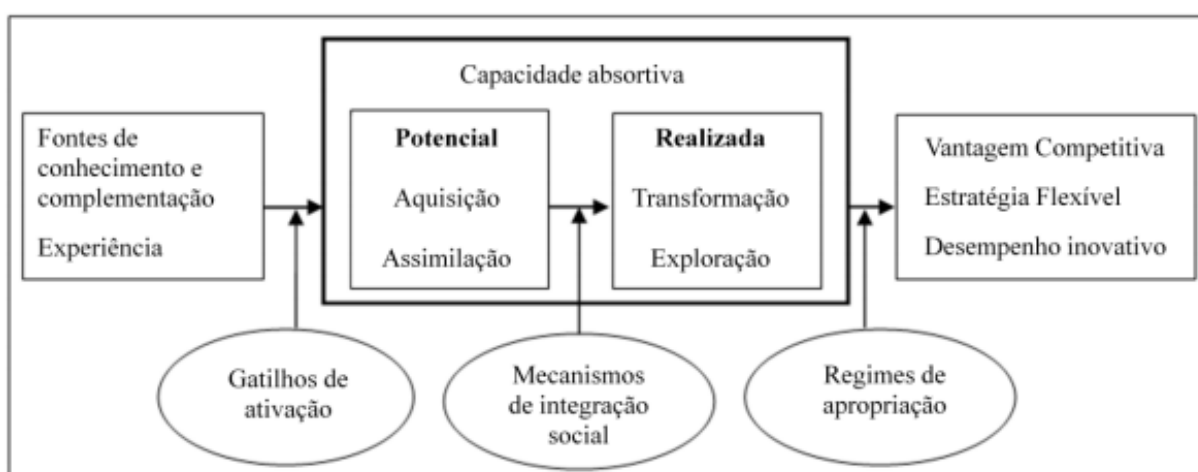 Capacidade absortiva
Fontes de
conhecimento e
complementação
Experiência
Potencial
Aquisição
Assimilação
Realizada
Transformação
Exploração
Vantagem Competitiva
Estratégia Flexível
Desempenho inovativo
Gatilhos de
ativação
Mecanismos
de integração
social
Regimes de
apropriação